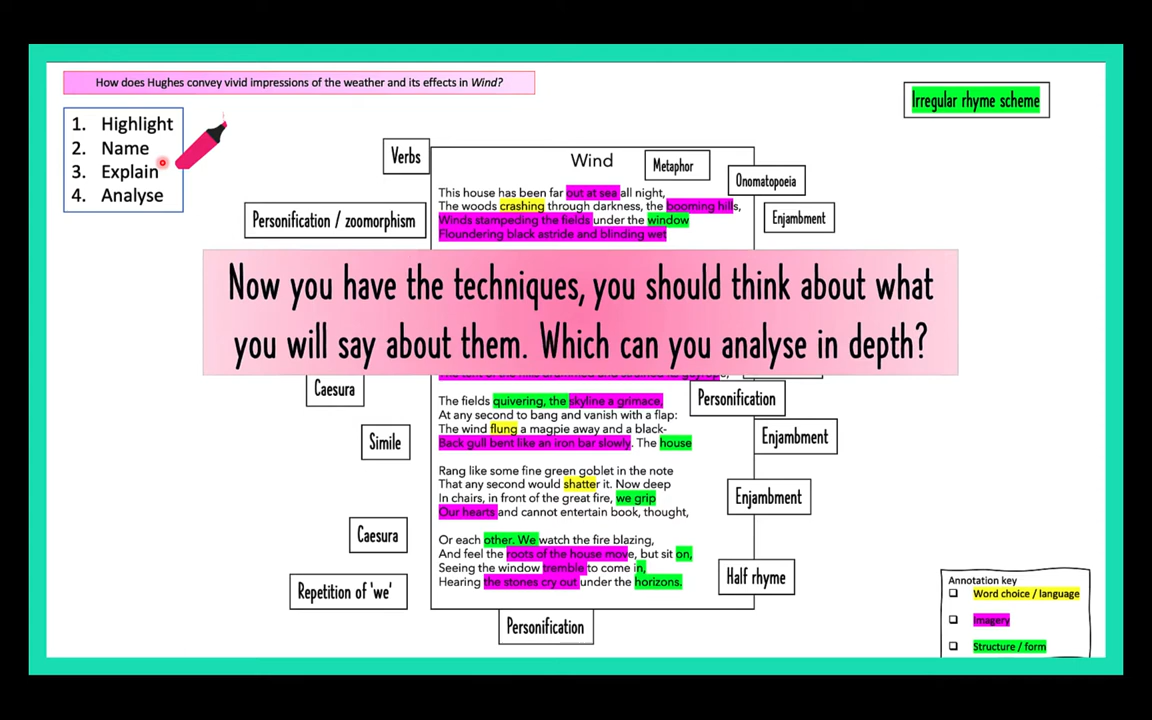 How does Hughes convey vivid impressions of the weather and its effects in Wind?
Irregular rhyme scheme
1. Highlight
2. Name
3. Explain
4. Analyse
Verbs
Wind
Metaphor
Onomatopoeia
Personification / zoomorphism
Enjambment
This house has been far out at sea all night,
The woods crashing through darkness, the booming hills,
Winds stampeding the fields under the window
Floundering black astride and blinding wet
Now you have the techniques, you should think about what
you will say about them. Which can you analyse in depth?
Caesura
Personification
The fields quivering, the skyline a grimace,
At any second to bang and vanish with a flap:
The wind flung a magpie away and a black-
Back gull bent like an iron bar slowly. The house
Simile
Enjambment
Rang like some fine green goblet in the note
That any second would shatter it. Now deep
In chairs, in front of the great fire, we grip
Our hearts and cannot entertain book, thought,
Enjambment
Caesura
Or each other. We watch the fire blazing,
And feel the roots of the house move, but sit on,
Seeing the window tremble to come in,
Hearing the stones cry out under the horizons.
Repetition of 'we'
Half rhyme
Personification
Annotation key
Word choice / language
Imagery
Structure / form